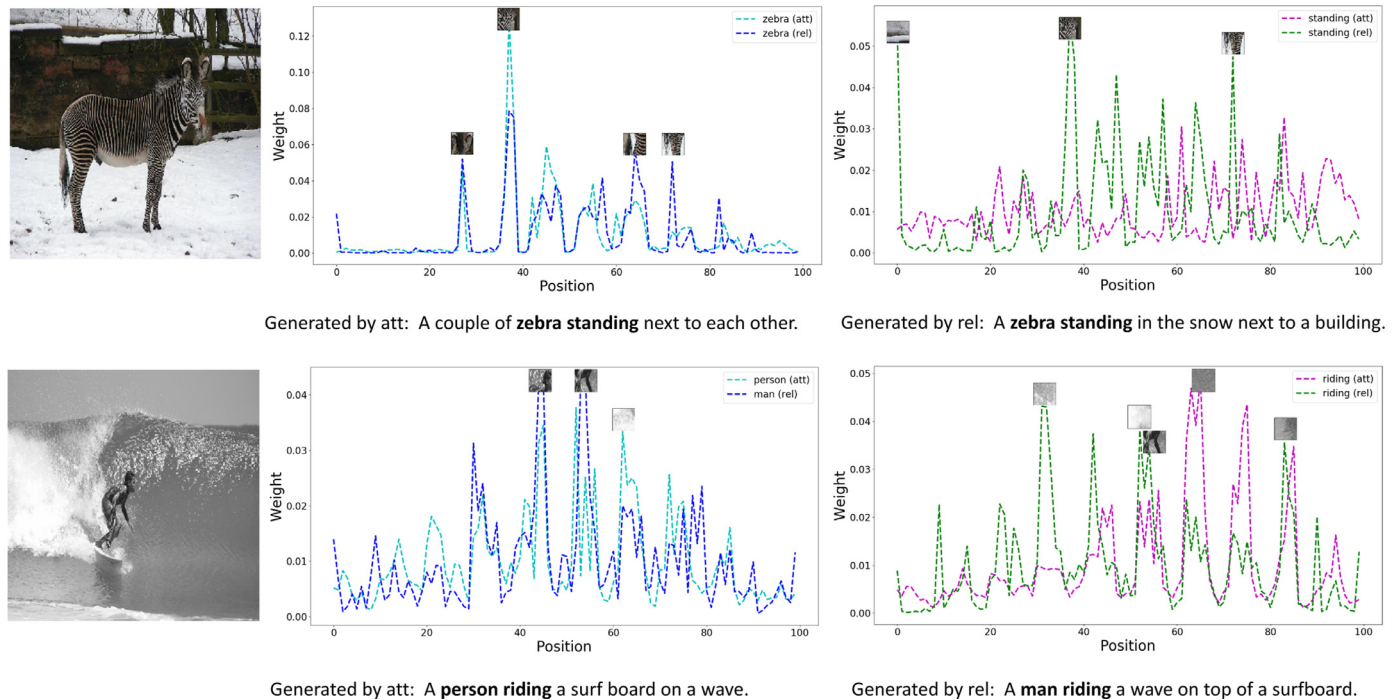 zebra (att)
zebra (rel)
0.12
0.10
0.08
0.06
0.04
0.02
0.00
Weight
0 20 40 60 80 100
Position
standing (att)
standing (rel)
0.05
0.04
0.03
0.02
0.01
0.00
Weight
0 20 40 60 80 100
Position
Generated by att: A couple of zebra standing next to each other.
Generated by rel: A zebra standing in the snow next to a building.
person (att)
man (rel)
0.04
0.03
0.02
0.01
0.00
Weight
0 20 40 60 80 100
Position
riding (att)
riding (rel)
0.05
0.04
0.03
0.02
0.01
0.00
Weight
0 20 40 60 80 100
Position
Generated by att: A person riding a surf board on a wave.
Generated by rel: A man riding a wave on top of a surfboard.